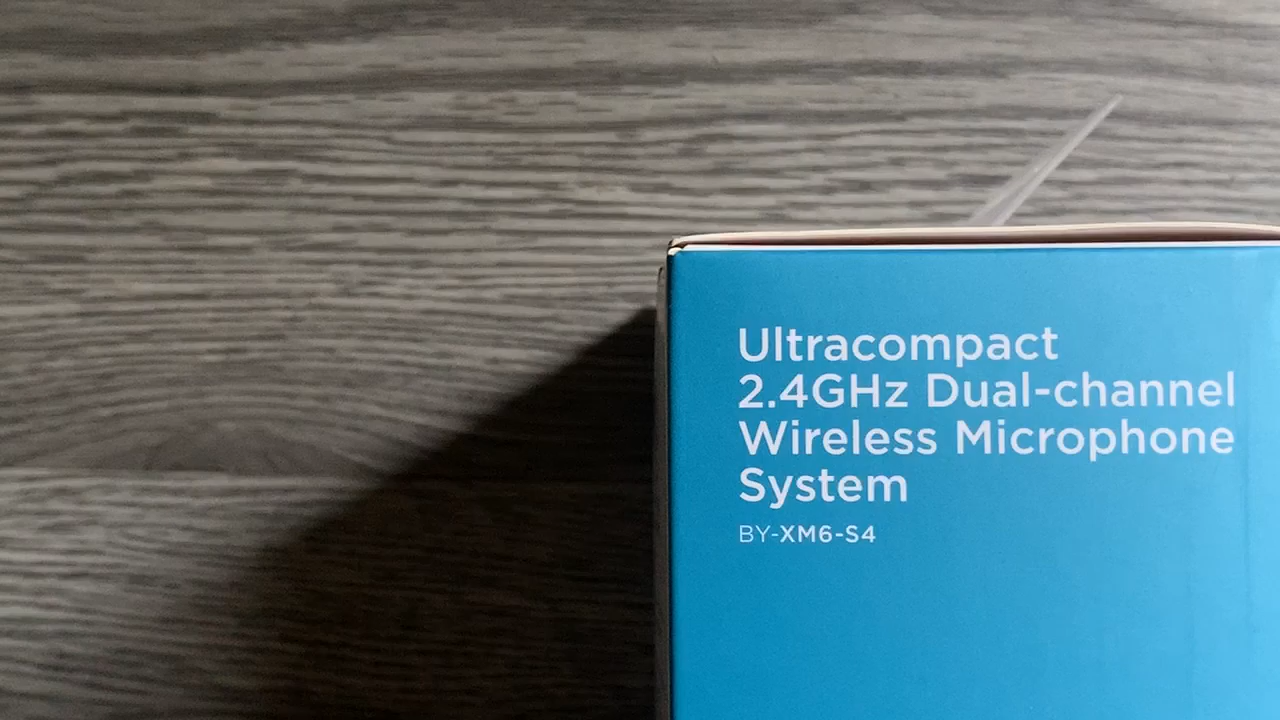 Ultracompact
2.4GHz Dual-channel
Wireless Microphone
System
BY-XM6-S4